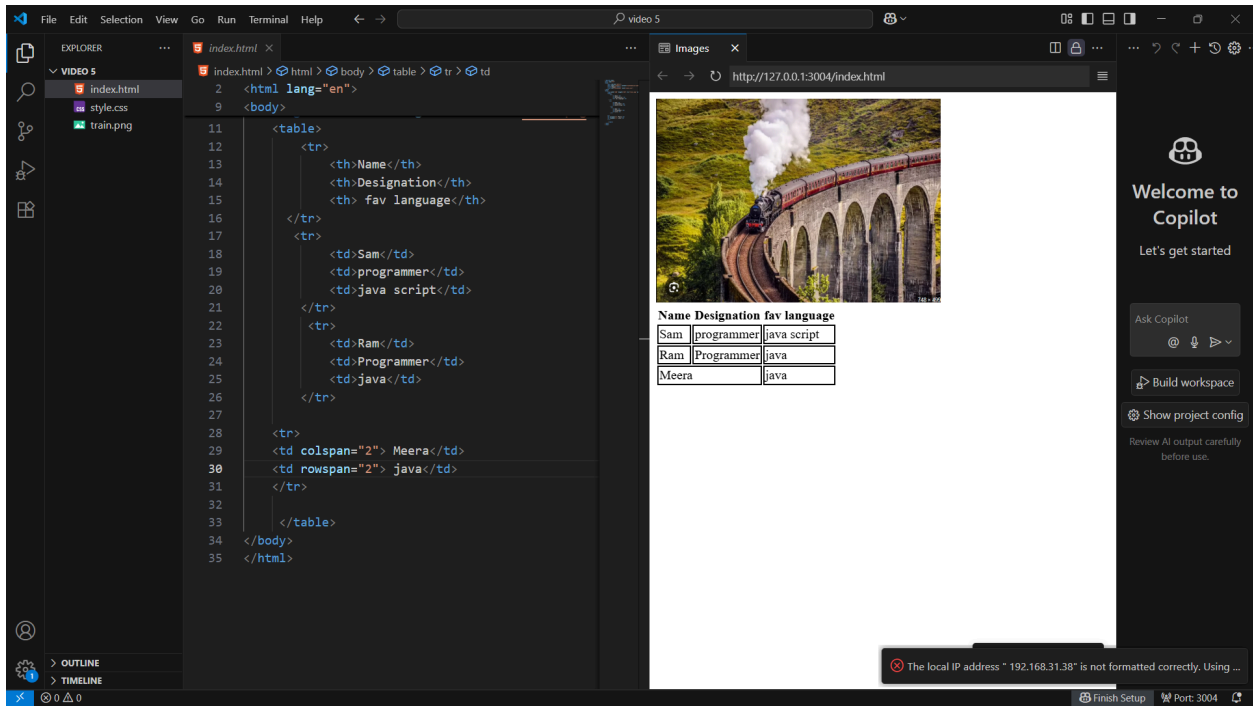 File Edit Selection View Go Run Terminal Help
video 5
EXPLORER
VIDEO 5
index.html
style.css
train.png
OUTLINE
TIMELINE
index.html
index.html > html > body > table > tr > td
2 <html lang="en">
9 <body>
11 <table>
12 <tr>
13 <th>Name</th>
14 <th>Designation</th>
15 <th> fav language</th>
16 </tr>
17 <tr>
18 <td>Sam</td>
19 <td>programmer</td>
20 <td>java script</td>
21 </tr>
22 <tr>
23 <td>Ram</td>
24 <td>Programmer</td>
25 <td>java</td>
26 </tr>
27
28 <tr>
29 <td colspan="2"> Meera</td>
30 <td rowspan="2"> java</td>
31 </tr>
32
33 </table>
34 </body>
35 </html>
Images
http://127.0.0.1:3004/index.html
748 × 499
Name Designation fav language
Sam programmer java script
Ram Programmer java
Meera java
Welcome to
Copilot
Let's get started
Ask Copilot
@
Build workspace
Show project config
Review AI output carefully
before use.
The local IP address " 192.168.31.38" is not formatted correctly. Using ...
1
0 0
Finish Setup Port: 3004